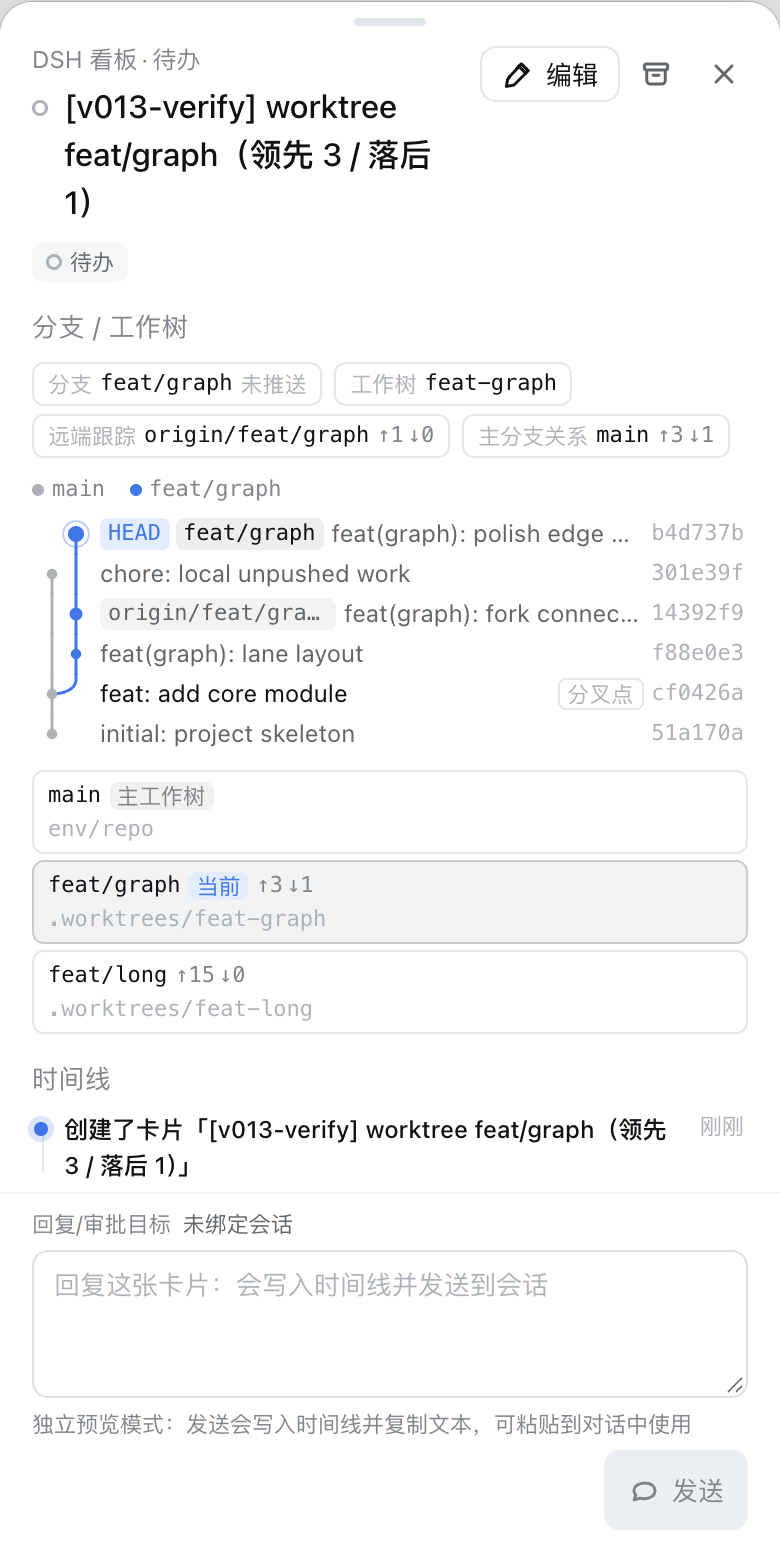 DSH 看板 · 待办
编辑
[v013-verify] worktree
feat/graph（领先 3 / 落后
1）
待办
分支 / 工作树
分支 feat/graph 未推送
工作树 feat-graph
远端跟踪 origin/feat/graph ↑1↓0
主分支关系 main ↑3↓1
main
feat/graph
HEAD feat/graph feat(graph): polish edge ... b4d737b
chore: local unpushed work 301e39f
origin/feat/gra… feat(graph): fork connec... 14392f9
feat(graph): lane layout f88e0e3
feat: add core module 分叉点 cf0426a
initial: project skeleton 51a170a
main 主工作树
env/repo
feat/graph 当前 ↑3↓1
.worktrees/feat-graph
feat/long ↑15↓0
.worktrees/feat-long
时间线
创建了卡片「[v013-verify] worktree feat/graph（领先 刚刚
3 / 落后 1）」
回复/审批目标 未绑定会话
回复这张卡片：会写入时间线并发送到会话
独立预览模式：发送会写入时间线并复制文本，可粘贴到对话中使用
发送